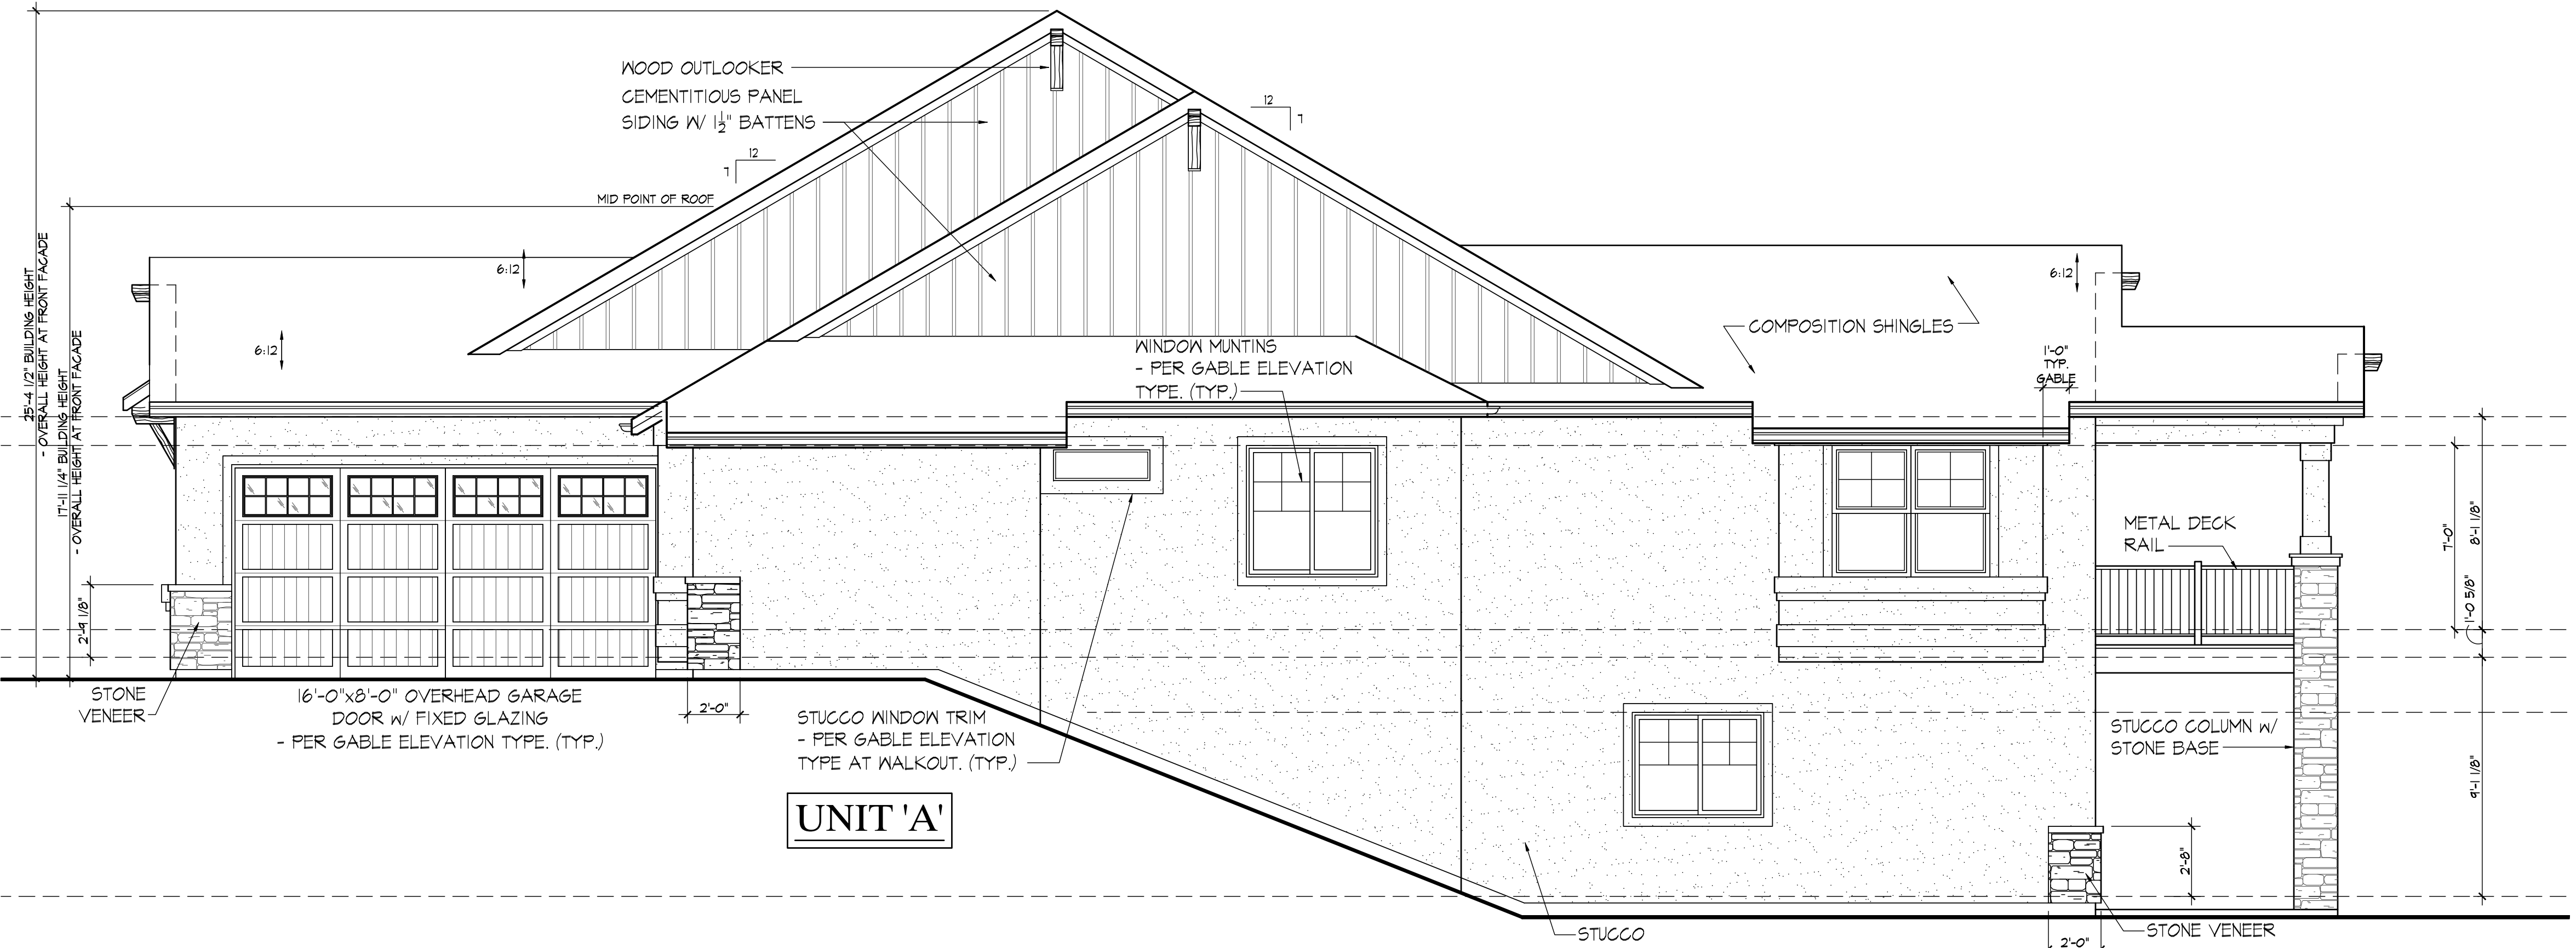 WOOD OUTLOOKER
CEMENTITIOUS PANEL
SIDING W/ 1 1/2" BATTENS
12
7
12
7
MID POINT OF ROOF
25'-4 1/2" BUILDING HEIGHT
- OVERALL HEIGHT AT FRONT FACADE
17'-11 1/4" BUILDING HEIGHT
- OVERALL HEIGHT AT FRONT FACADE
6:12
6:12
6:12
COMPOSITION SHINGLES
WINDOW MUNTINS
- PER GABLE ELEVATION
TYPE. (TYP.)
1'-0"
TYP.
GABLE
METAL DECK
RAIL
7'-0"
8'-1 1/8"
1'-0 5/8"
2'-9 1/8"
STONE
VENEER
16'-0"x8'-0" OVERHEAD GARAGE
DOOR W/ FIXED GLAZING
- PER GABLE ELEVATION TYPE. (TYP.)
2'-0"
STUCCO WINDOW TRIM
- PER GABLE ELEVATION
TYPE AT WALKOUT. (TYP.)
STUCCO COLUMN W/
STONE BASE
9'-1 1/8"
UNIT 'A'
2'-8"
STUCCO
STONE VENEER
2'-0"